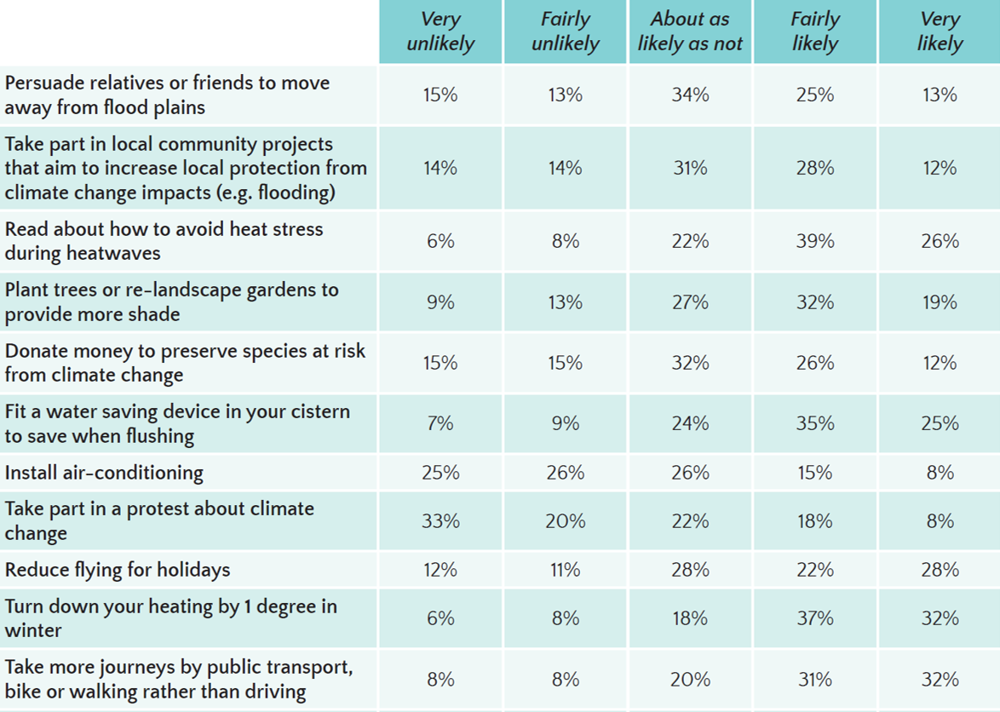 Very unlikely Fairly unlikely About as likely as not Fairly likely Very likely
Persuade relatives or friends to move
away from flood plains 15% 13% 34% 25% 13%
Take part in local community projects
that aim to increase local protection from
climate change impacts (e.g. flooding) 14% 14% 31% 28% 12%
Read about how to avoid heat stress
during heatwaves 6% 8% 22% 39% 26%
Plant trees or re-landscape gardens to
provide more shade 9% 13% 27% 32% 19%
Donate money to preserve species at risk
from climate change 15% 15% 32% 26% 12%
Fit a water saving device in your cistern
to save when flushing 7% 9% 24% 35% 25%
Install air-conditioning 25% 26% 26% 15% 8%
Take part in a protest about climate
change 33% 20% 22% 18% 8%
Reduce flying for holidays 12% 11% 28% 22% 28%
Turn down your heating by 1 degree in
winter 6% 8% 18% 37% 32%
Take more journeys by public transport,
bike or walking rather than driving 8% 8% 20% 31% 32%